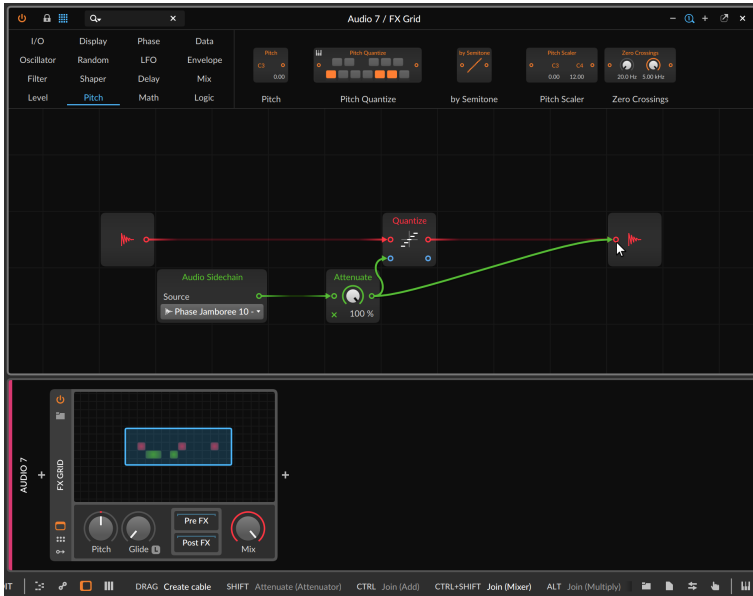 Audio 7 / FX Grid
I/O Display Phase Data
Oscillator Random LFO Envelope
Filter Shaper Delay Mix
Level Pitch Math Logic
Pitch
C3
0.00
Pitch
Pitch Quantize
Pitch Quantize
by Semitone
by Semitone
Pitch Scaler
C3 C4
0.00 12.00
Pitch Scaler
Zero Crossings
20.0 Hz 5.00 kHz
Zero Crossings
Quantize
Audio Sidechain
Source
Phase Jamboree 10 -
Attenuate
100 %
AUDIO 7
FX GRID
Pitch
Glide L
Pre FX
Post FX
Mix
IT DRAG Create cable SHIFT Attenuate (Attenuator) CTRL Join (Add) CTRL+SHIFT Join (Mixer) ALT Join (Multiply)